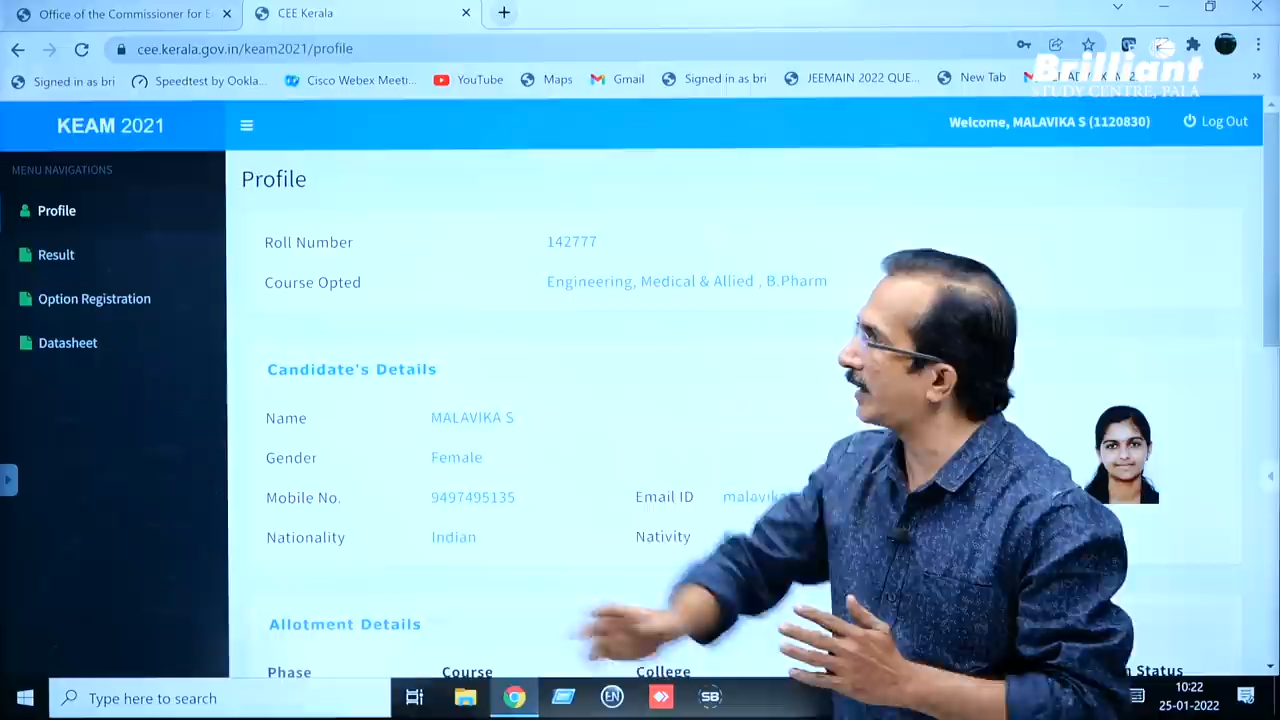 Office of the Commissioner for E
CEE Kerala
cee.kerala.gov.in/keam2021/profile
Signed in as bri
Speedtest by Ookla...
Cisco Webex Meeti...
YouTube
Maps
Gmail
Signed in as bri
JEEMAIN 2022 QUE...
New Tab
Brilliant
STUDY CENTRE, PALA
KEAM 2021
Welcome, MALAVIKA S (1120830)
Log Out
MENU NAVIGATIONS
Profile
Result
Option Registration
Datasheet
Profile
Roll Number 142777
Course Opted Engineering, Medical & Allied , B.Pharm
Candidate's Details
Name MALAVIKA S
Gender Female
Mobile No. 9497495135 Email ID malavika
Nationality Indian Nativity
Allotment Details
Phase Course College Status
Type here to search
EN
SB
10:22
25-01-2022